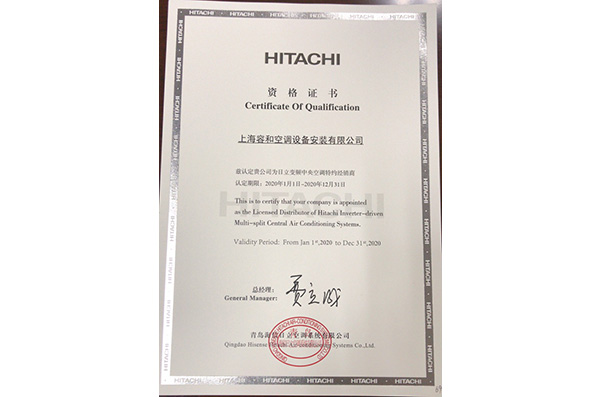 HITACHI
资格证书
Certificate Of Qualification
上海容和空调设备安装有限公司
兹认定贵公司为日立变频中央空调特约经销商
认定期限：2020年1月1日-2020年12月31日
HITACHI
This is to certify that your company is appointed
as the Licensed Distributor of Hitachi Inverter-driven
Multi-split Central Air Conditioning Systems.
Validity Period: From Jan 1st,2020 to Dec 31st,2020
总经理：
General Manager:
青岛海信日立空调系统有限公司
Qingdao Hisense Hitachi Air-conditioning Systems Co.,Ltd.